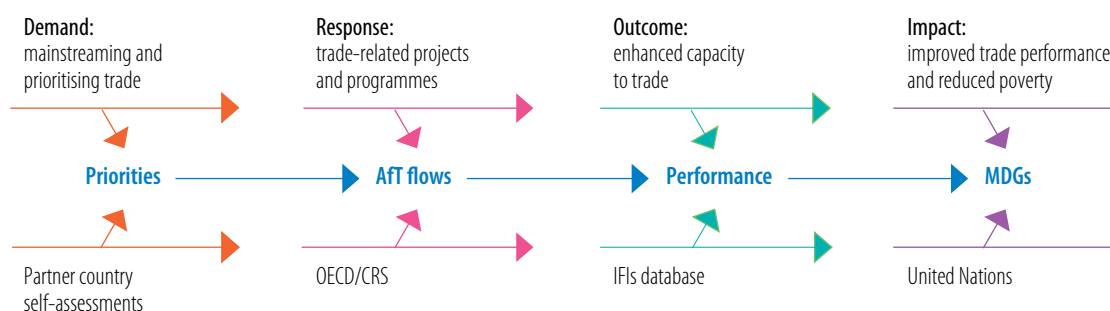 Demand:
mainstreaming and
prioritising trade
Response:
trade-related projects
and programmes
Outcome:
enhanced capacity
to trade
Impact:
improved trade performance
and reduced poverty
Priorities
AfT flows
Performance
MDGs
Partner country
self-assessments
OECD/CRS
IFIs database
United Nations